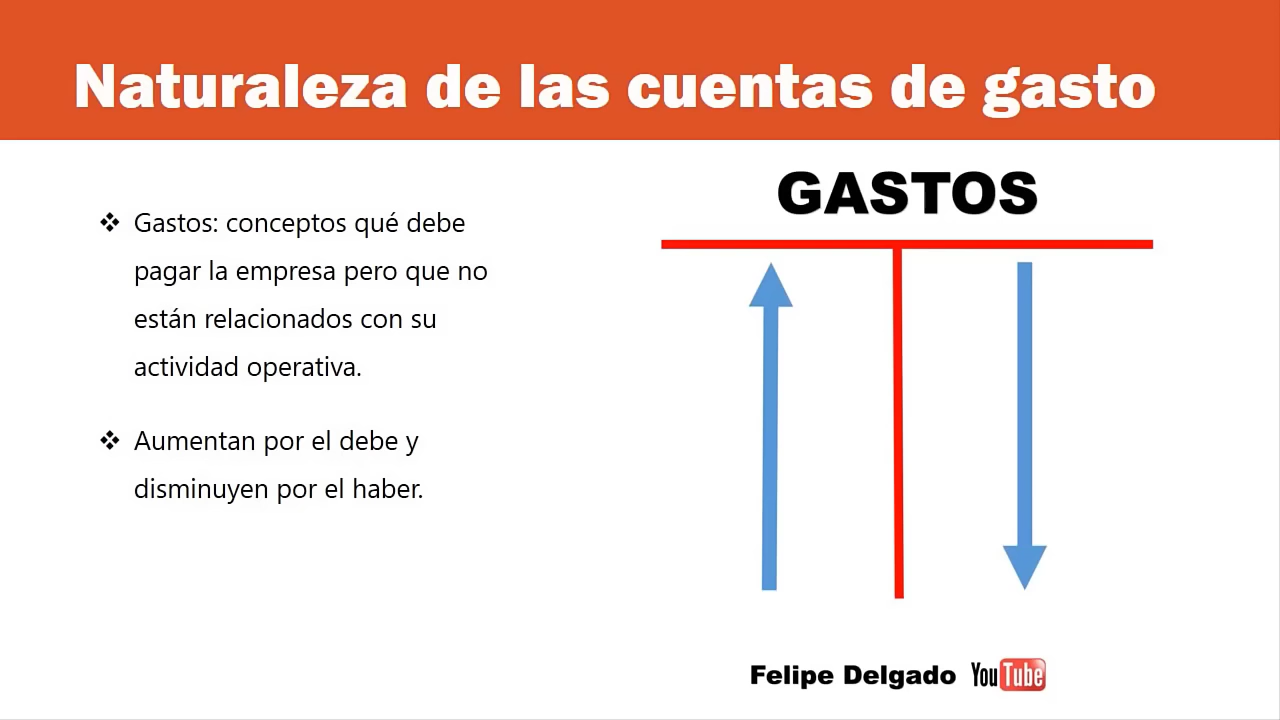 Naturaleza de las cuentas de gasto
❖ Gastos: conceptos qué debe
pagar la empresa pero que no
están relacionados con su
actividad operativa.
❖ Aumentan por el debe y
disminuyen por el haber.
GASTOS
Felipe Delgado YouTube